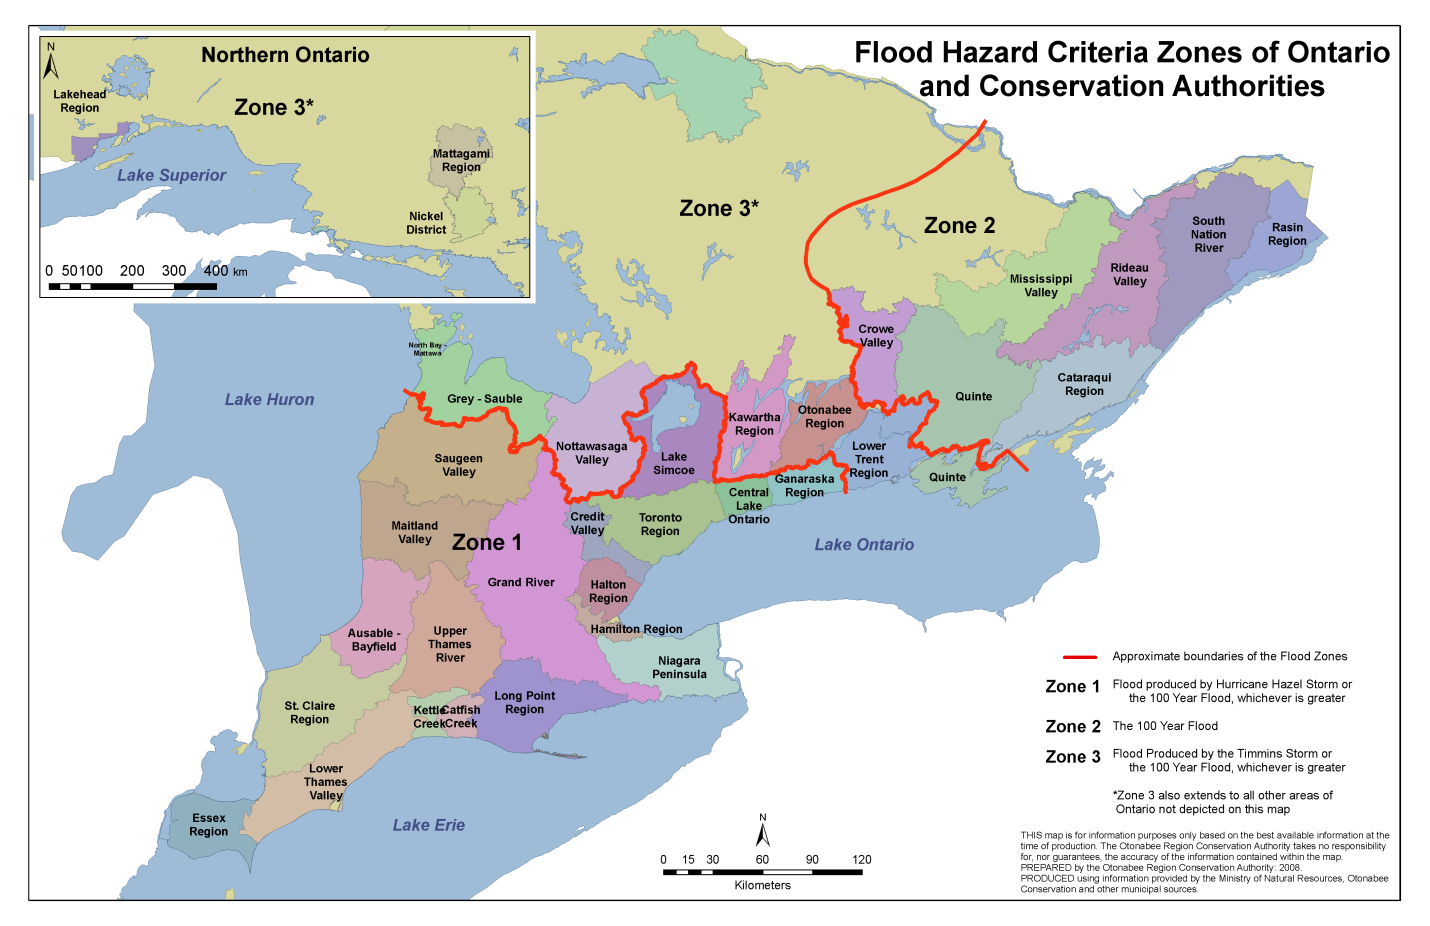 Flood Hazard Criteria Zones of Ontario
and Conservation Authorities
N
Northern Ontario
Lakehead
Region
Zone 3*
Mattagami
Region
Lake Superior
Nickel
District
0 50 100 200 300 400 km
Zone 3*
Zone 2
South
Nation
River
Rasin
Region
Rideau
Valley
Mississippi
Valley
Crowe
Valley
North Bay -
Mattawa
Cataraqui
Region
Lake Huron
Grey - Sauble
Quinte
Kawartha
Region
Otonabee
Region
Nottawasaga
Valley
Lake
Simcoe
Lower
Trent
Region
Saugeen
Valley
Quinte
Ganaraska
Region
Central
Lake
Ontario
Credit
Valley
Toronto
Region
Maitland
Valley
Zone 1
Lake Ontario
Grand River
Halton
Region
Hamilton Region
Ausable -
Bayfield
Upper
Thames
River
Niagara
Peninsula
Long Point
Region
St. Claire
Region
Kettle
Creek
Catfish
Creek
Lower
Thames
Valley
Essex
Region
Lake Erie
N
0 15 30 60 90 120
Kilometers
Approximate boundaries of the Flood Zones
Zone 1 Flood produced by Hurricane Hazel Storm or
the 100 Year Flood, whichever is greater
Zone 2 The 100 Year Flood
Zone 3 Flood Produced by the Timmins Storm or
the 100 Year Flood, whichever is greater
*Zone 3 also extends to all other areas of
Ontario not depicted on this map
THIS map is for information purposes only based on the best available information at the
time of production. The Otonabee Region Conservation Authority takes no responsibility
for, nor guarantees, the accuracy of the information contained within the map.
PREPARED by the Otonabee Region Conservation Authority: 2008.
PRODUCED using information provided by the Ministry of Natural Resources, Otonabee
Conservation and other municipal sources.